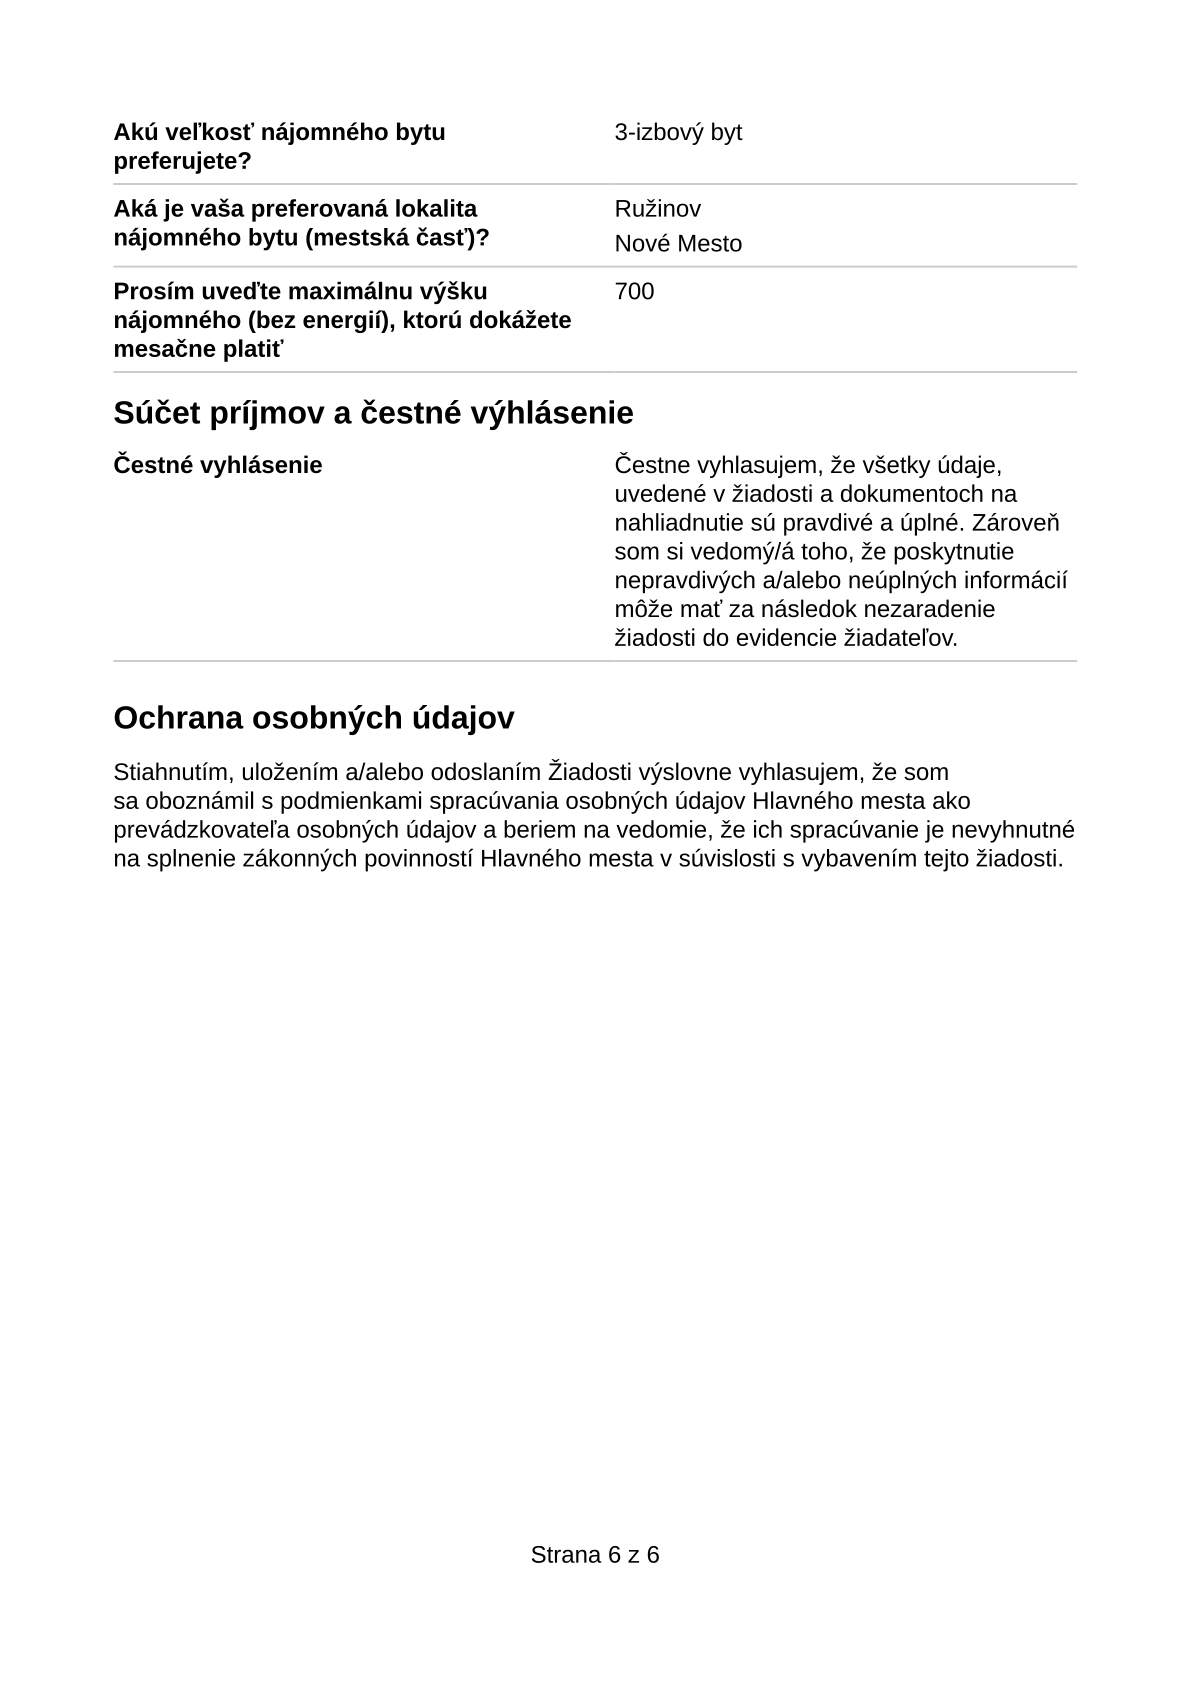 Akú veľkosť nájomného bytu
preferujete?
3-izbový byt
Aká je vaša preferovaná lokalita
nájomného bytu (mestská časť)?
Ružinov
Nové Mesto
Prosím uveďte maximálnu výšku
nájomného (bez energií), ktorú dokážete
mesačne platiť
700
Súčet príjmov a čestné výhlásenie
Čestné vyhlásenie
Čestne vyhlasujem, že všetky údaje,
uvedené v žiadosti a dokumentoch na
nahliadnutie sú pravdivé a úplné. Zároveň
som si vedomý/á toho, že poskytnutie
nepravdivých a/alebo neúplných informácií
môže mať za následok nezaradenie
žiadosti do evidencie žiadateľov.
Ochrana osobných údajov
Stiahnutím, uložením a/alebo odoslaním Žiadosti výslovne vyhlasujem, že som
sa oboznámil s podmienkami spracúvania osobných údajov Hlavného mesta ako
prevádzkovateľa osobných údajov a beriem na vedomie, že ich spracúvanie je nevyhnutné
na splnenie zákonných povinností Hlavného mesta v súvislosti s vybavením tejto žiadosti.
Strana 6 z 6